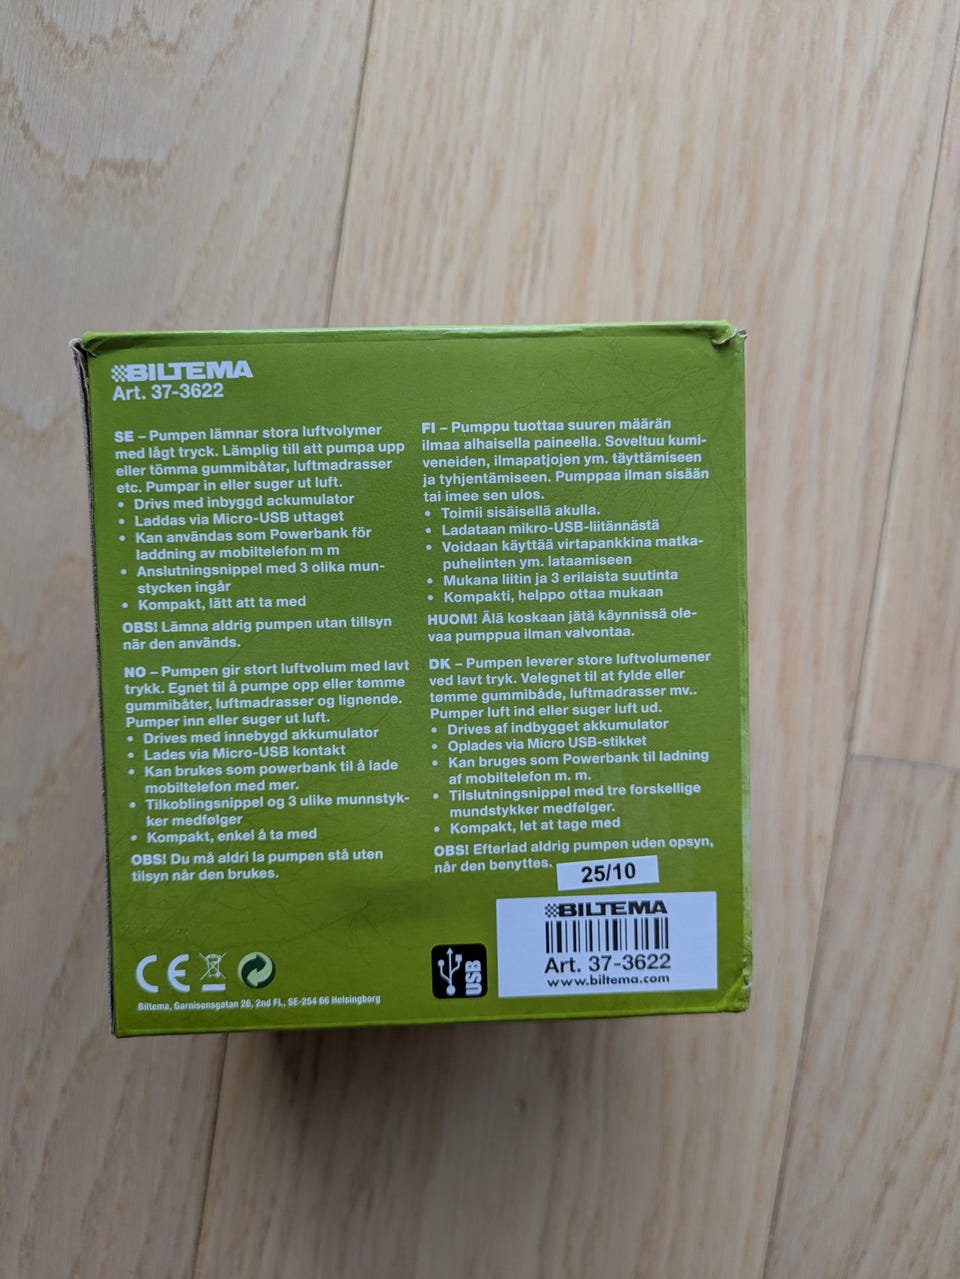 BILTEMA
Art. 37-3622
SE – Pumpen lämnar stora luftvolymer
med lågt tryck. Lämplig till att pumpa upp
eller tömma gummibåtar, luftmadrasser
etc. Pumpar in eller suger ut luft.
• Drivs med inbyggd ackumulator
• Laddas via Micro-USB uttaget
• Kan användas som Powerbank för
laddning av mobiltelefon m m
• Anslutningsnippel med 3 olika mun-
stycken ingår
• Kompakt, lätt att ta med
OBS! Lämna aldrig pumpen utan tillsyn
när den används.
NO – Pumpen gir stort luftvolum med lavt
trykk. Egnet til å pumpe opp eller tømme
gummibåter, luftmadrasser og lignende.
Pumper inn eller suger ut luft.
• Drives med innebygd akkumulator
• Lades via Micro-USB kontakt
• Kan brukes som powerbank til å lade
mobiltelefon med mer.
• Tilkoblingsnippel og 3 ulike munnstyk-
ker medfølger
• Kompakt, enkel å ta med
OBS! Du må aldri la pumpen stå uten
tilsyn når den brukes.
FI – Pumppu tuottaa suuren määrän
ilmaa alhaisella paineella. Soveltuu kumi-
veneiden, ilmapatjojen ym. täyttämiseen
ja tyhjentämiseen. Pumppaa ilman sisään
tai imee sen ulos.
• Toimii sisäisellä akulla.
• Ladataan mikro-USB-liitännästä
• Voidaan käyttää virtapankkina matka-
puhelinten ym. lataamiseen
• Mukana liitin ja 3 erilaista suutinta
• Kompakti, helppo ottaa mukaan
HUOM! Älä koskaan jätä käynnissä ole-
vaa pumppua ilman valvontaa.
DK – Pumpen leverer store luftvolumener
ved lavt tryk. Velegnet til at fylde eller
tømme gummibåde, luftmadrasser mv..
Pumper luft ind eller suger luft ud.
• Drives af indbygget akkumulator
• Oplades via Micro USB-stikket
• Kan bruges som Powerbank til ladning
af mobiltelefon m. m.
• Tilslutningsnippel med tre forskellige
mundstykker medfølger.
• Kompakt, let at tage med
OBS! Efterlad aldrig pumpen uden opsyn,
når den benyttes.
25/10
BILTEMA
Art. 37-3622
www.biltema.com
USB
CE
Biltema, Garnisonsgatan 26, 2nd FL, SE-254 66 Helsingborg